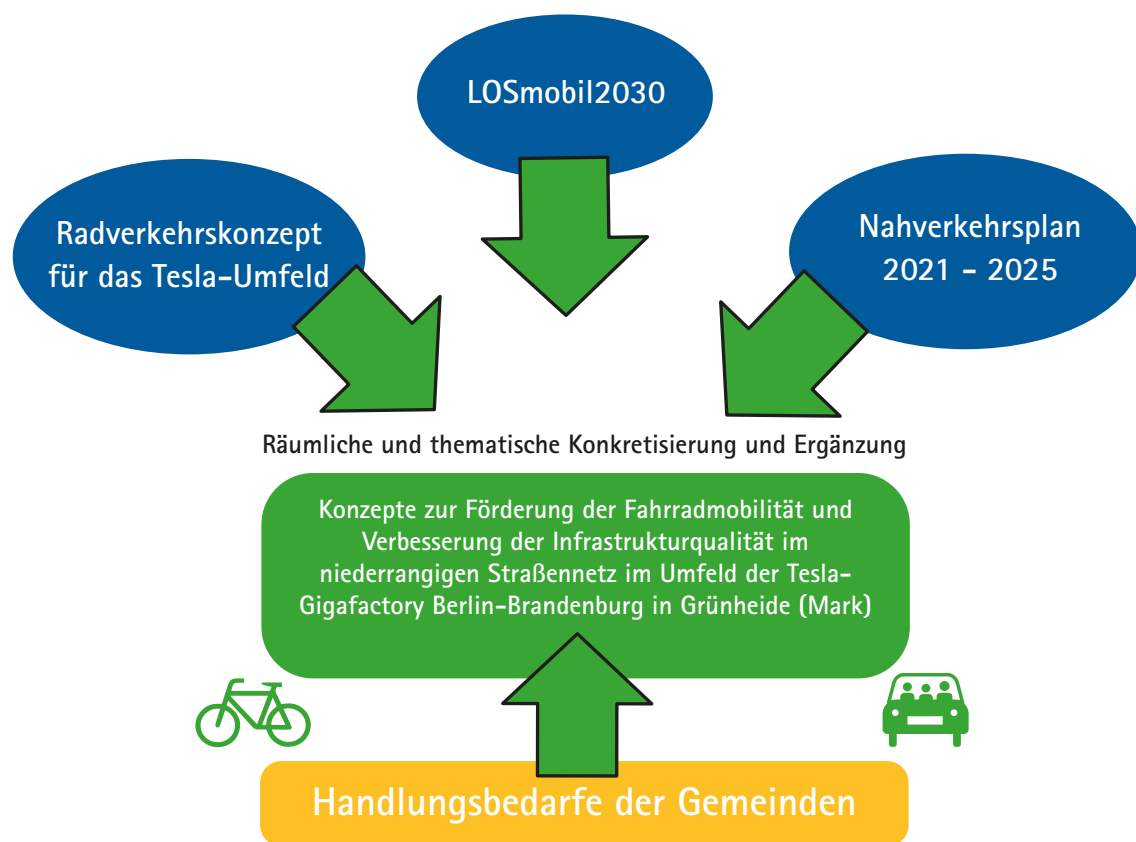 LOSmobil2030
Radverkehrskonzept
für das Tesla-Umfeld
Nahverkehrsplan
2021 - 2025
Räumliche und thematische Konkretisierung und Ergänzung
Konzepte zur Förderung der Fahrradmobilität und
Verbesserung der Infrastrukturqualität im
niederrangigen Straßennetz im Umfeld der Tesla-
Gigafactory Berlin-Brandenburg in Grünheide (Mark)
Handlungsbedarfe der Gemeinden